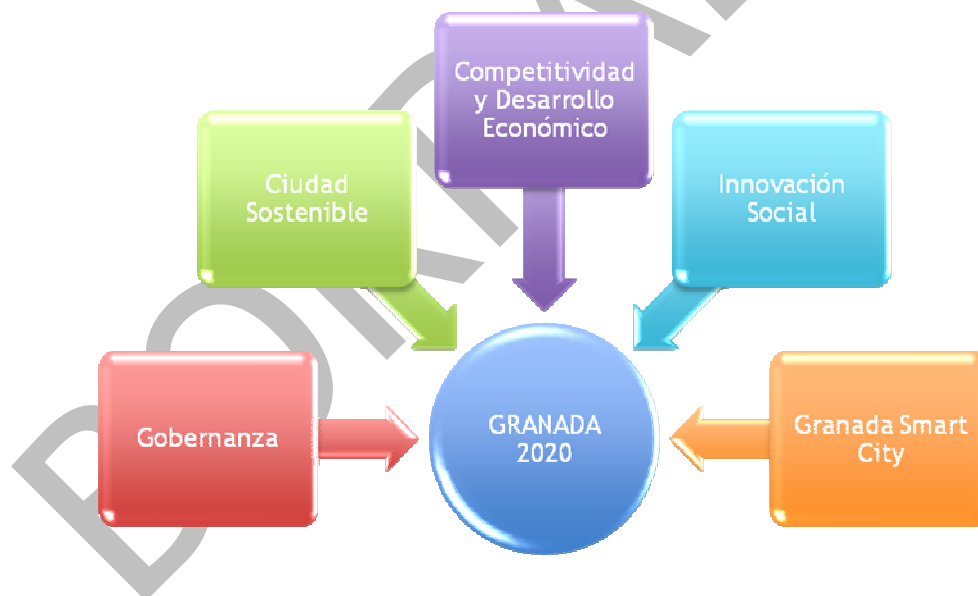 Competitividad
y Desarrollo
Económico
Ciudad
Sostenible
Innovación
Social
Gobernanza
GRANADA
2020
Granada Smart
City